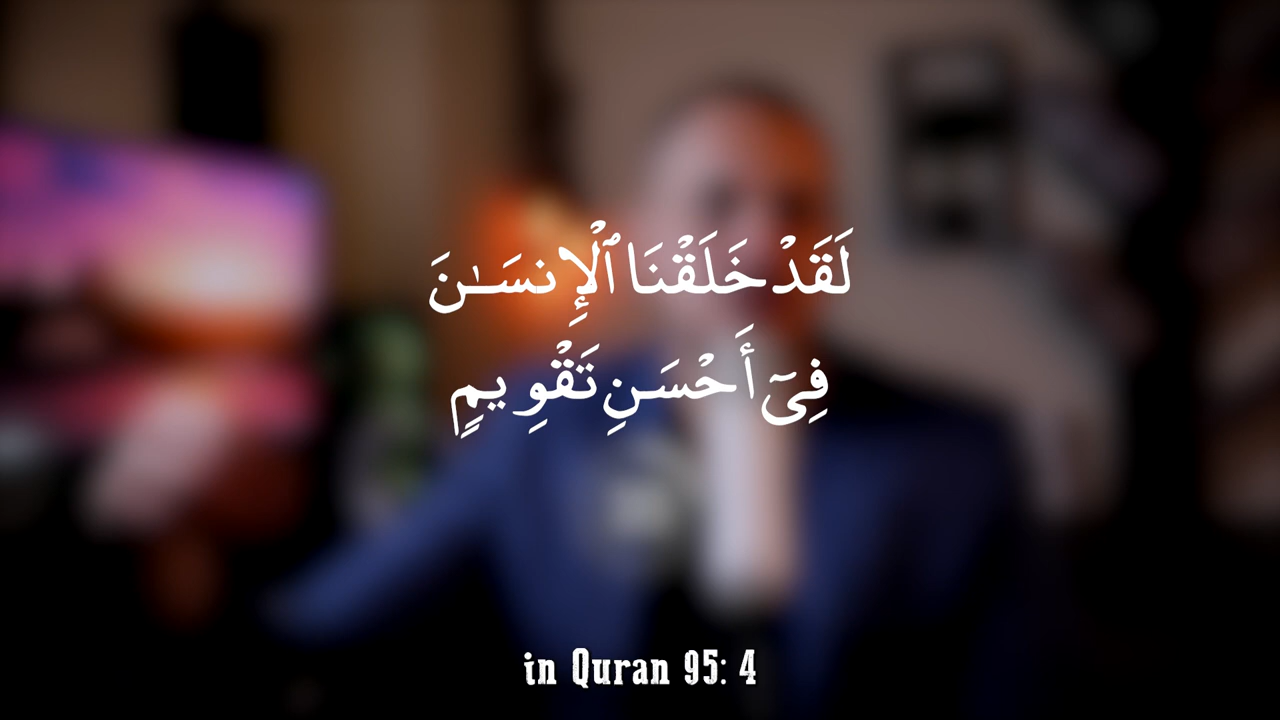 لَقَدْ خَلَقْنَا ٱلْإِنسَـٰنَ
فِىٓ أَحْسَنِ تَقْوِيمٍ
in Quran 95: 4